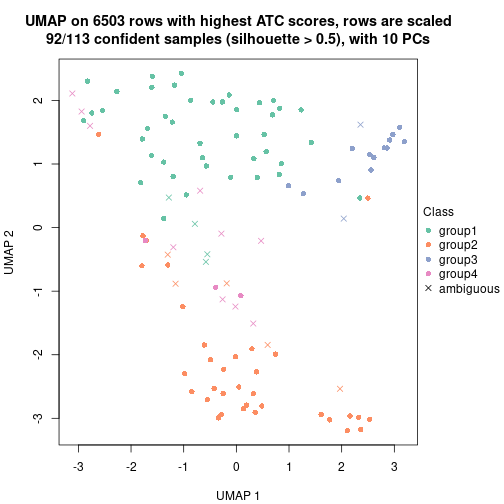 UMAP on 6503 rows with highest ATC scores, rows are scaled
92/113 confident samples (silhouette > 0.5), with 10 PCs
UMAP 2
2
1
0
-1
-2
-3
-3
-2
-1
0
1
2
3
UMAP 1
Class
group1
group2
group3
group4
ambiguous